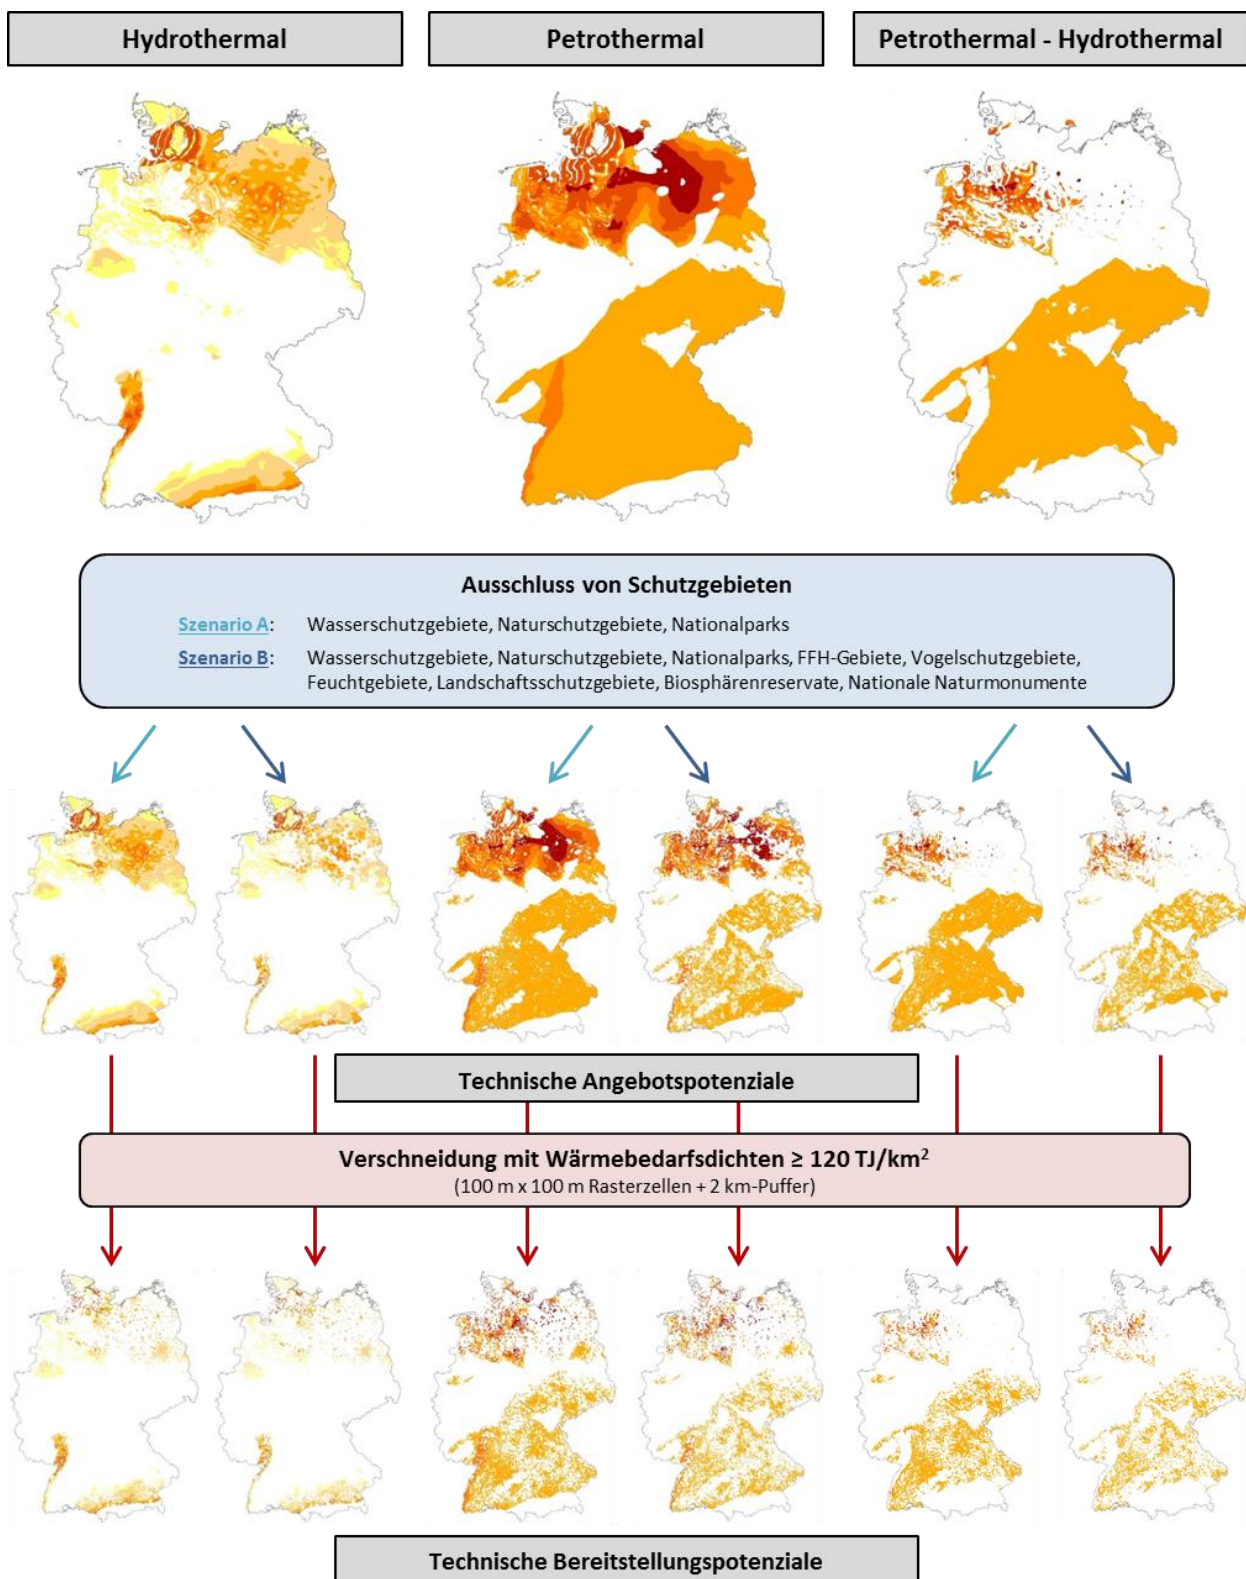 Hydrothermal
Petrothermal
Petrothermal - Hydrothermal
Ausschluss von Schutzgebieten
Szenario A: Wasserschutzgebiete, Naturschutzgebiete, Nationalparks
Szenario B: Wasserschutzgebiete, Naturschutzgebiete, Nationalparks, FFH-Gebiete, Vogelschutzgebiete,
Feuchtgebiete, Landschaftsschutzgebiete, Biosphärenreservate, Nationale Naturmonumente
Technische Angebotspotenziale
Verschneidung mit Wärmebedarfsdichten ≥ 120 TJ/km²
(100 m x 100 m Rasterzellen + 2 km-Puffer)
Technische Bereitstellungspotenziale